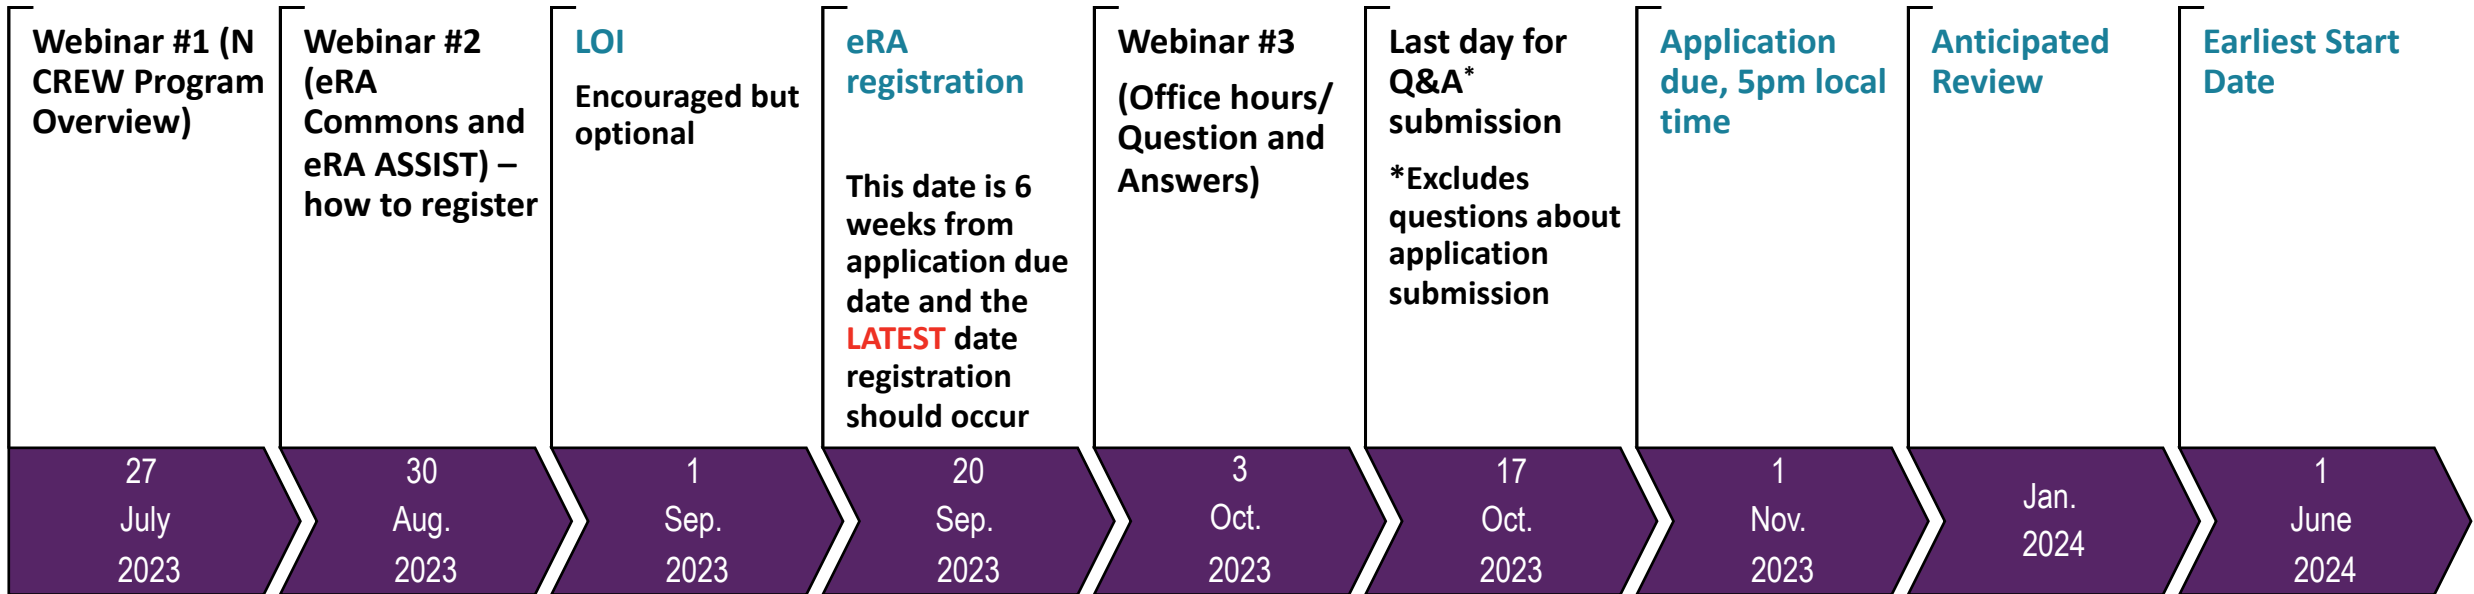 Webinar #1 (N
CREW Program
Overview)
Webinar #2
(eRA
Commons and
eRA ASSIST) –
how to register
LOI
Encouraged but
optional
eRA
registration
This date is 6
weeks from
application due
date and the
LATEST date
registration
should occur
Webinar #3
(Office hours/
Question and
Answers)
Last day for
Q&A*
submission
*Excludes
questions about
application
submission
Application
due, 5pm local
time
Anticipated
Review
Earliest Start
Date
27
July
2023
30
Aug.
2023
1
Sep.
2023
20
Sep.
2023
3
Oct.
2023
17
Oct.
2023
1
Nov.
2023
Jan.
2024
1
June
2024